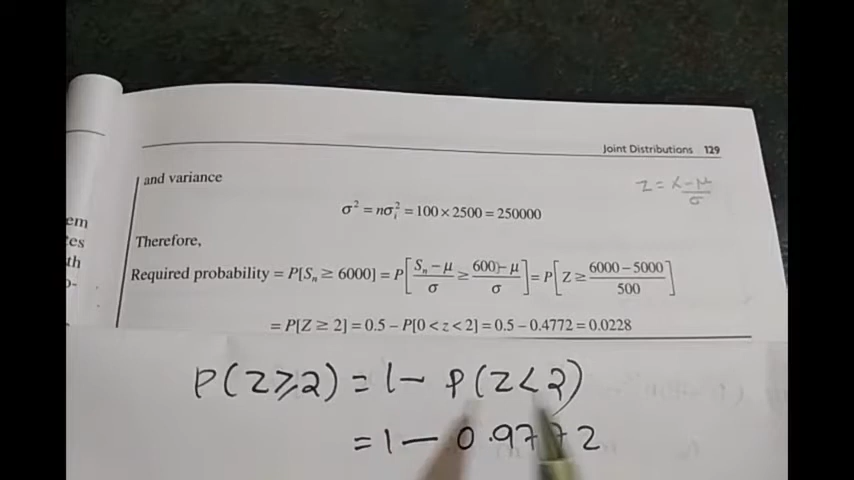 Joint Distributions 129
and variance
Z = x-μ/σ
σ² = nσᵢ² = 100 × 2500 = 250000
em
tes
Therefore,
th
Required probability = P[Sₙ ≥ 6000] = P[Sₙ − μ/σ ≥ 600 − μ/σ] = P[Z ≥ 6000 − 5000/500]
= P[Z ≥ 2] = 0.5 − P[0 < z < 2] = 0.5 − 0.4772 = 0.0228
P(Z≥2) = 1 − P(Z<2)
= 1 − 0.9772